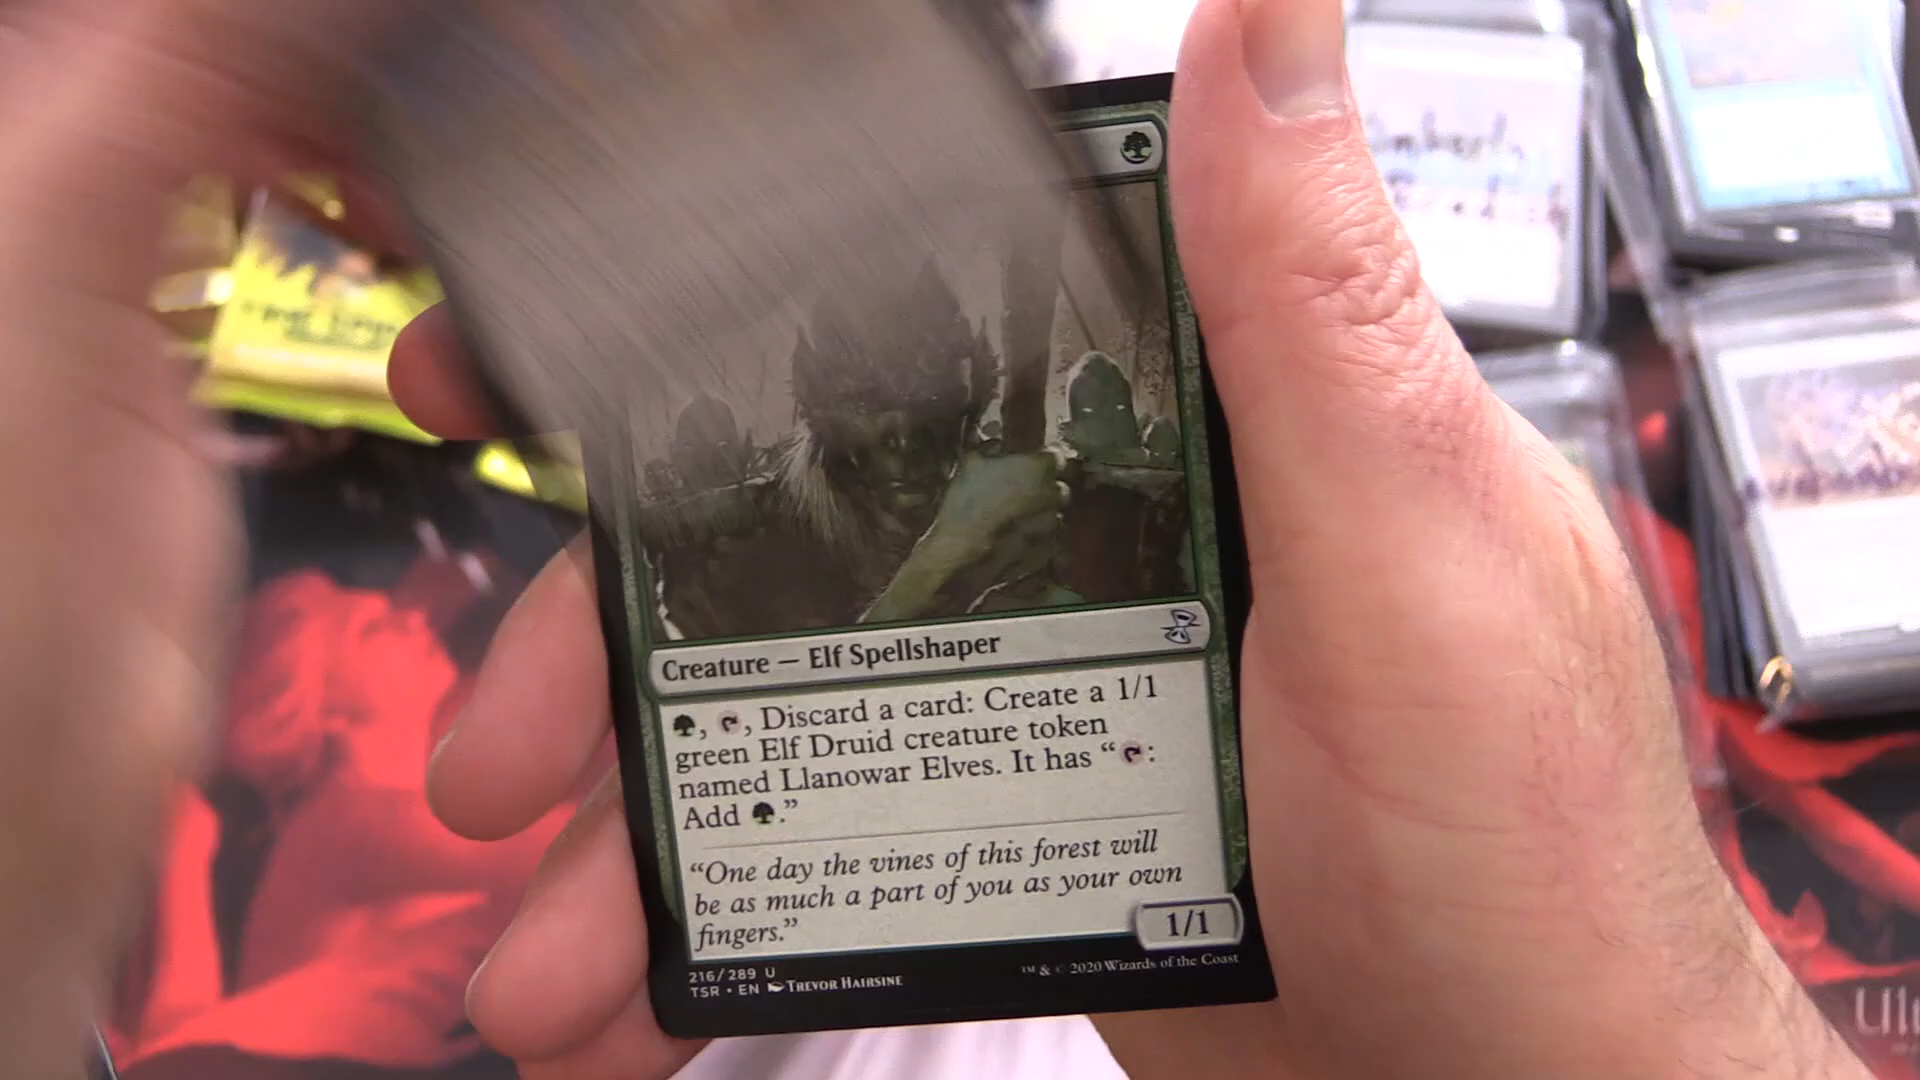 Creature — Elf Spellshaper
, , Discard a card: Create a 1/1
green Elf Druid creature token
named Llanowar Elves. It has “ :
Add .”
“One day the vines of this forest will
be as much a part of you as your own
fingers.”
1/1
216/289 U
TSR • EN TREVOR HAIRSINE
™ & © 2020 Wizards of the Coast